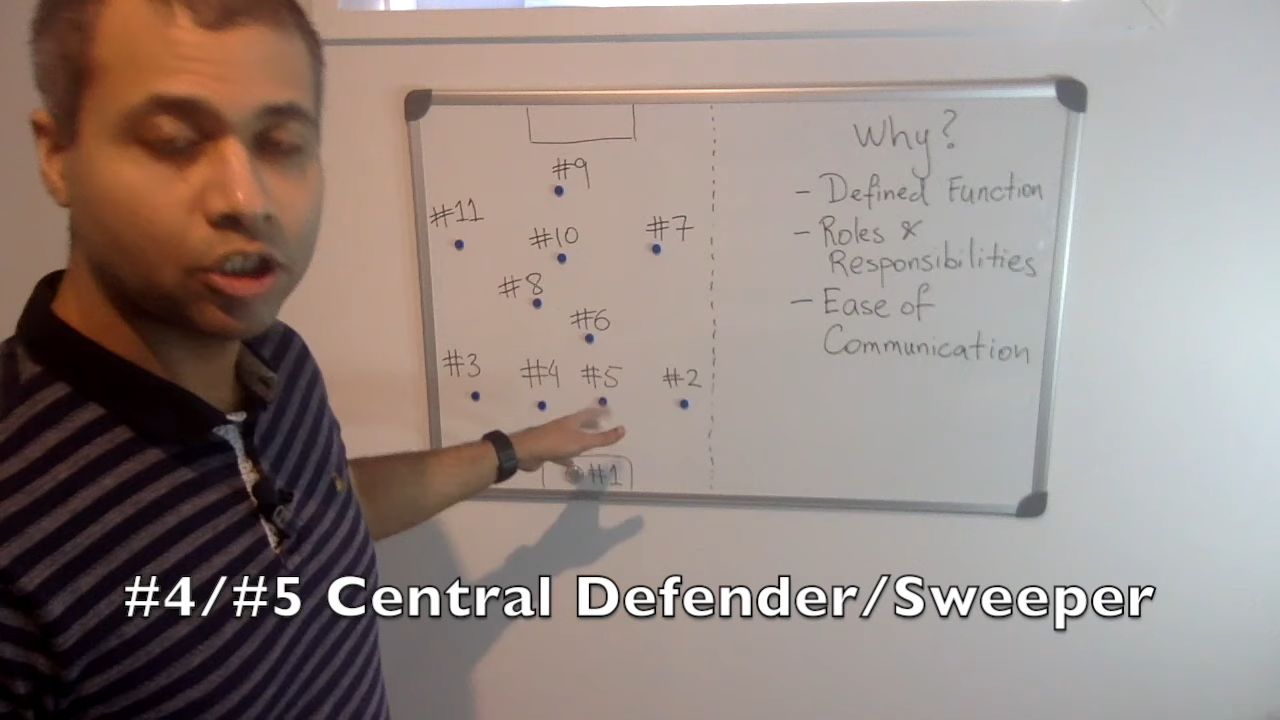 #9
#11
#10
#7
#8
#6
#3
#4 #5
#2
#1
Why?
- Defined Function
- Roles &
Responsibilities
- Ease of
Communication
#4/#5 Central Defender/Sweeper